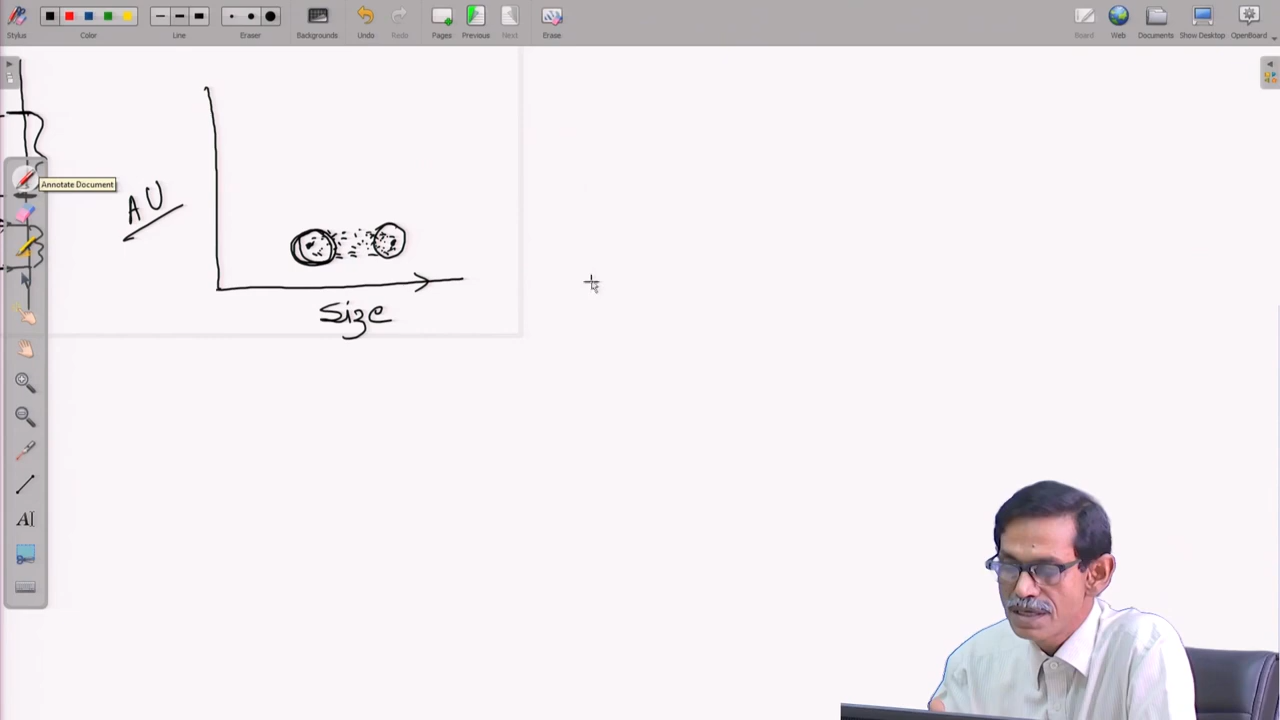 Stylus
Color
Line
Eraser
Backgrounds
Undo
Redo
Pages
Previous
Next
Erase
Board
Web
Documents
Show Desktop
OpenBoard
Annotate Document
AU
Size